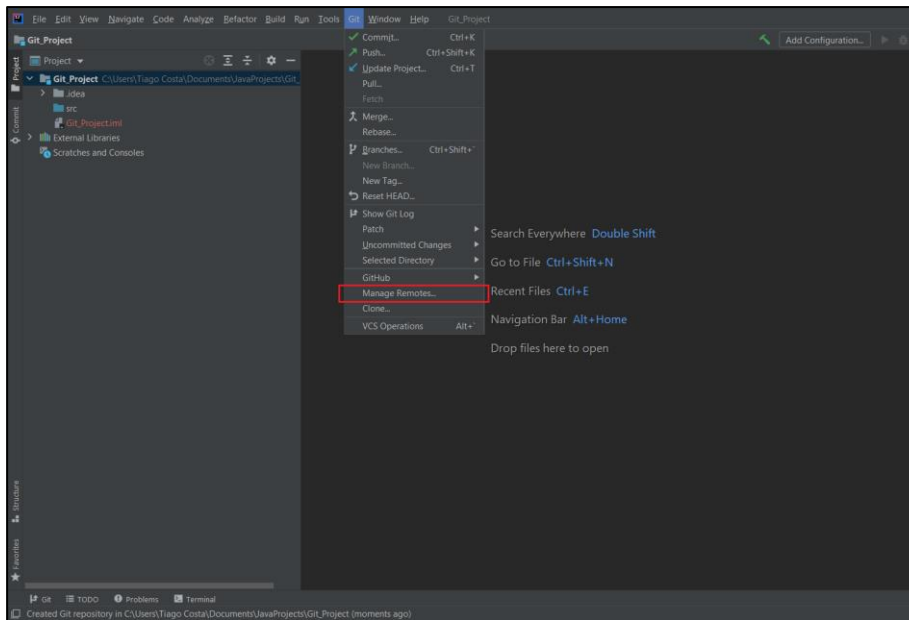 File Edit View Navigate Code Analyze Refactor Build Run Tools Git Window Help Git_Project
Git_Project
Add Configuration...
Project
Git_Project C:\Users\Tiago Costa\Documents\JavaProjects\Git_
.idea
src
Git_Project.iml
External Libraries
Scratches and Consoles
Project
Commit
Structure
Favorites
Commit... Ctrl+K
Push... Ctrl+Shift+K
Update Project... Ctrl+T
Pull...
Fetch
Merge...
Rebase...
Branches... Ctrl+Shift+`
New Branch...
New Tag...
Reset HEAD...
Show Git Log
Patch
Uncommitted Changes
Selected Directory
GitHub
Manage Remotes...
Clone...
VCS Operations Alt+`
Search Everywhere Double Shift
Go to File Ctrl+Shift+N
Recent Files Ctrl+E
Navigation Bar Alt+Home
Drop files here to open
Git TODO Problems Terminal
Created Git repository in C:\Users\Tiago Costa\Documents\JavaProjects\Git_Project (moments ago)